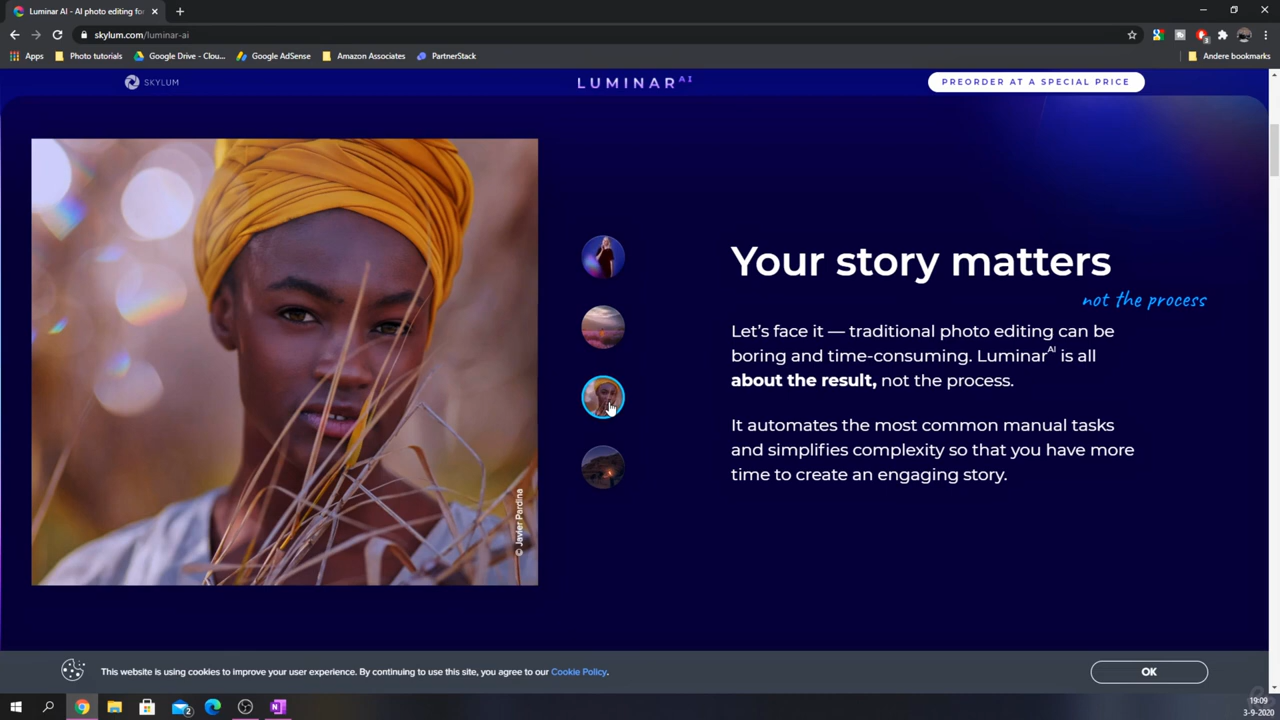 Luminar AI - AI photo editing for
skylum.com/luminar-ai
Apps
Photo tutorials
Google Drive - Clou...
Google AdSense
Amazon Associates
PartnerStack
Andere bookmarks
SKYLUM
LUMINAR AI
PREORDER AT A SPECIAL PRICE
Your story matters
not the process
Let's face it — traditional photo editing can be
boring and time-consuming. Luminar AI is all
about the result, not the process.
It automates the most common manual tasks
and simplifies complexity so that you have more
time to create an engaging story.
© Javier Pardina
This website is using cookies to improve your user experience. By continuing to use this site, you agree to our Cookie Policy.
OK
19:09
3-9-2020